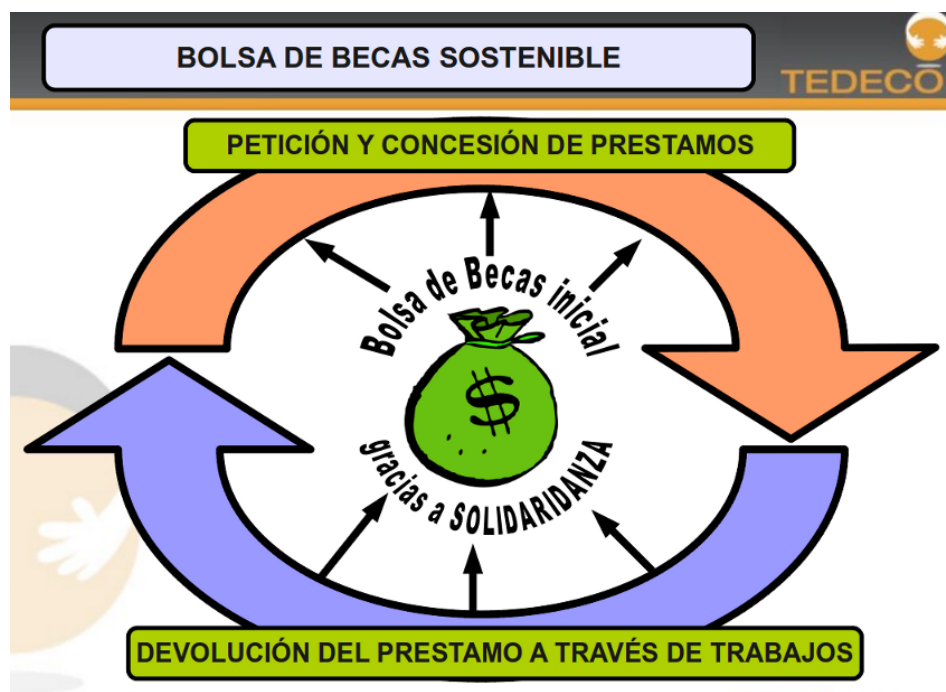 BOLSA DE BECAS SOSTENIBLE
TEDECO
PETICIÓN Y CONCESIÓN DE PRESTAMOS
Bolsa de Becas inicial
$
gracias a SOLIDARIDANZA
DEVOLUCIÓN DEL PRESTAMO A TRAVÉS DE TRABAJOS